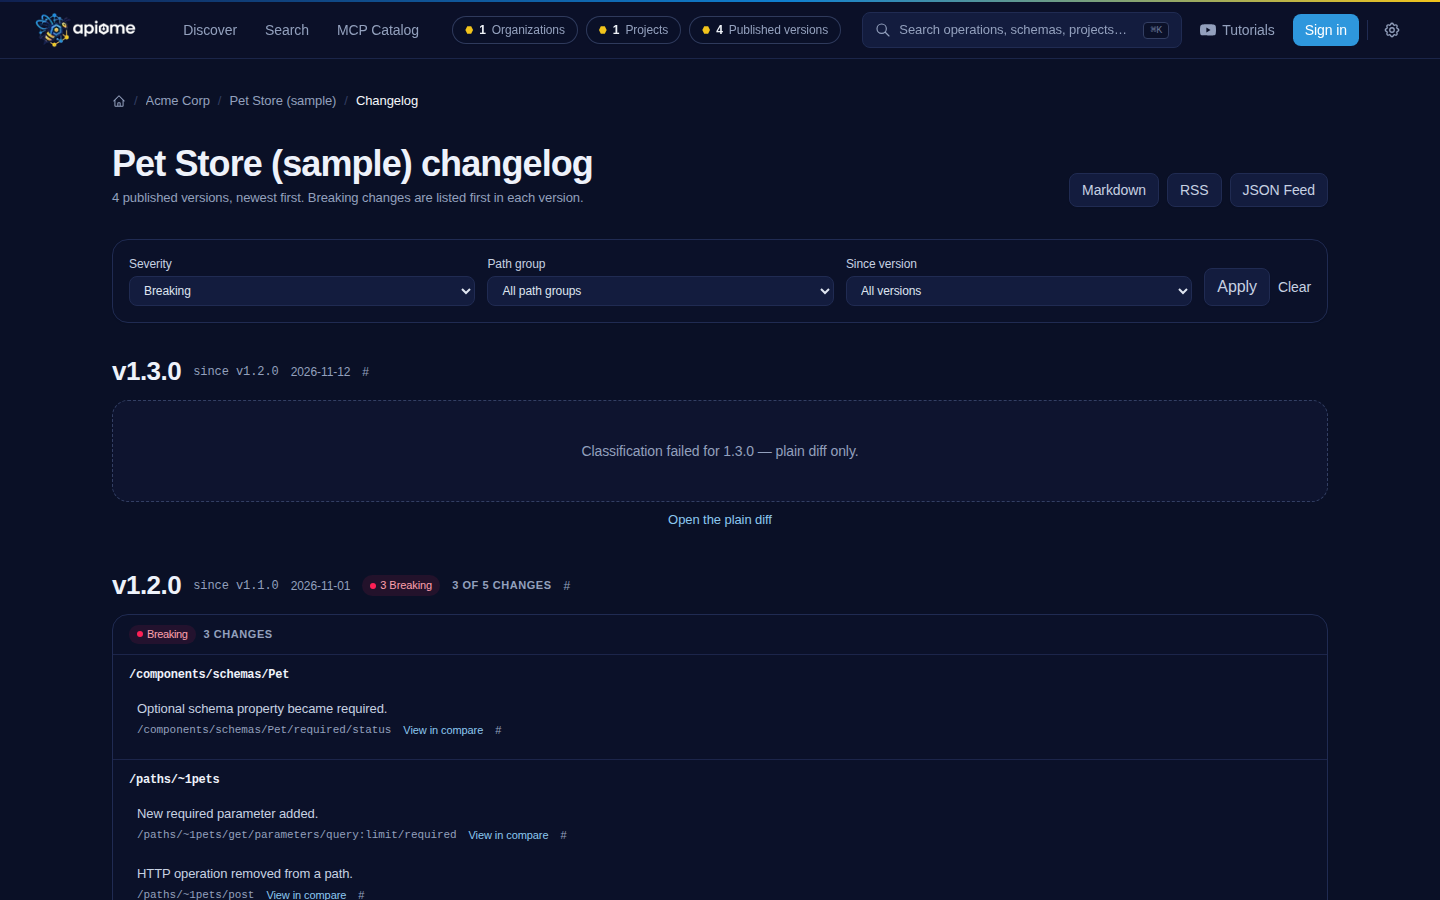 apiome
Discover
Search
MCP Catalog
1 Organizations
1 Projects
4 Published versions
Search operations, schemas, projects…
⌘K
Tutorials
Sign in
/ Acme Corp / Pet Store (sample) / Changelog
Pet Store (sample) changelog
4 published versions, newest first. Breaking changes are listed first in each version.
Markdown
RSS
JSON Feed
Severity
Breaking
Path group
All path groups
Since version
All versions
Apply
Clear
v1.3.0 since v1.2.0 2026-11-12 #
Classification failed for 1.3.0 — plain diff only.
Open the plain diff
v1.2.0 since v1.1.0 2026-11-01 3 Breaking 3 OF 5 CHANGES #
Breaking 3 CHANGES
/components/schemas/Pet
Optional schema property became required.
/components/schemas/Pet/required/status View in compare #
/paths/~1pets
New required parameter added.
/paths/~1pets/get/parameters/query:limit/required View in compare #
HTTP operation removed from a path.
/paths/~1pets/post View in compare #